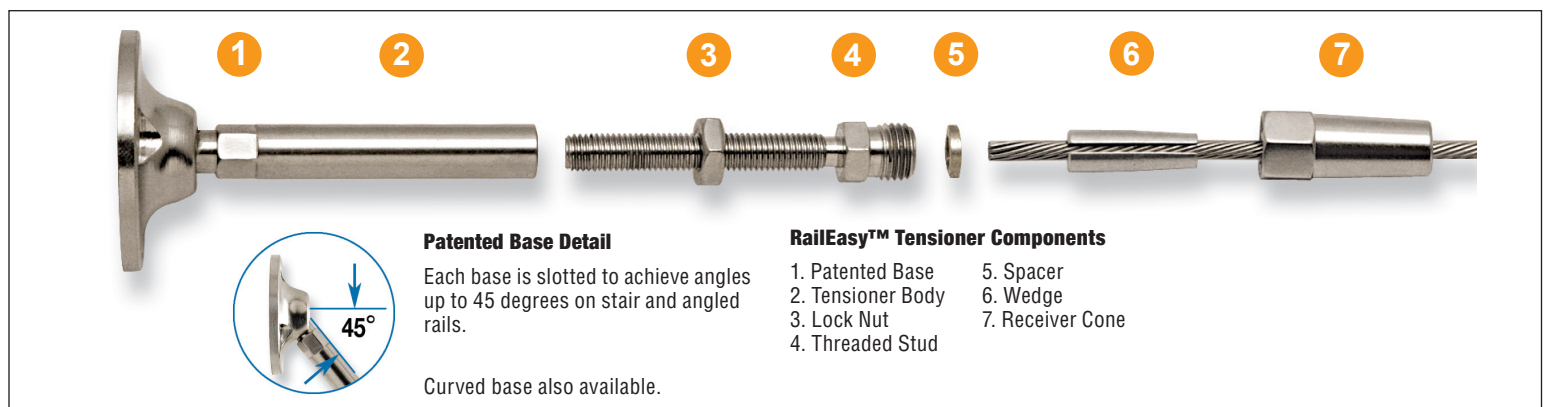 1 2 3 4 5 6 7
Patented Base Detail
Each base is slotted to achieve angles
up to 45 degrees on stair and angled
rails.
Curved base also available.
45°
RailEasy™ Tensioner Components
1. Patented Base
2. Tensioner Body
3. Lock Nut
4. Threaded Stud
5. Spacer
6. Wedge
7. Receiver Cone